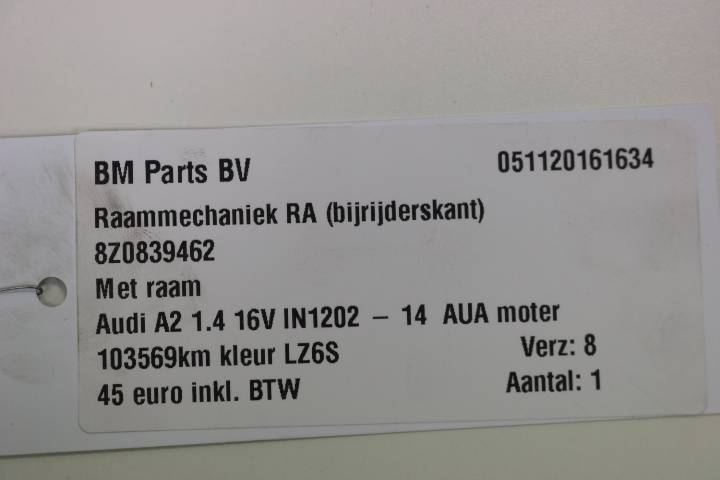 BM Parts BV 051120161634
Raammechaniek RA (bijrijderskant)
8Z0839462
Met raam
Audi A2 1.4 16V IN1202 – 14 AUA moter
103569km kleur LZ6S Verz: 8
45 euro inkl. BTW Aantal: 1